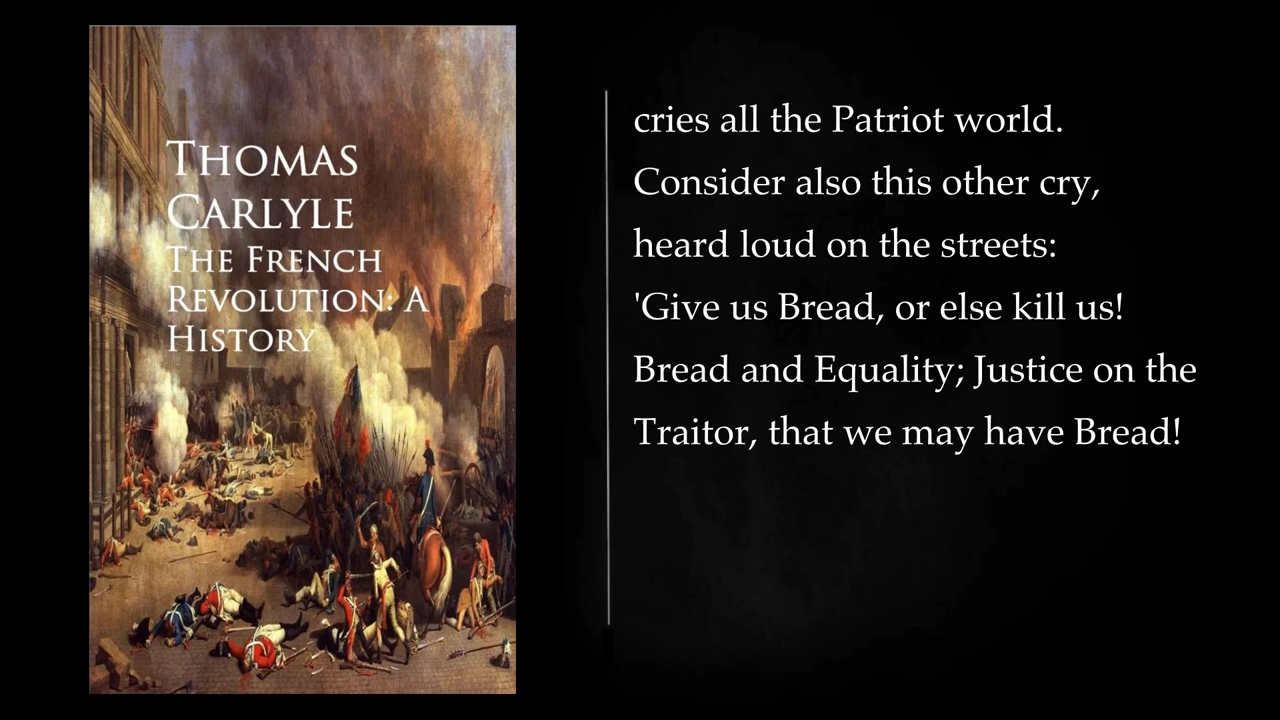 THOMAS
CARLYLE
THE FRENCH
REVOLUTION: A
HISTORY
cries all the Patriot world.
Consider also this other cry,
heard loud on the streets:
'Give us Bread, or else kill us!
Bread and Equality; Justice on the
Traitor, that we may have Bread!